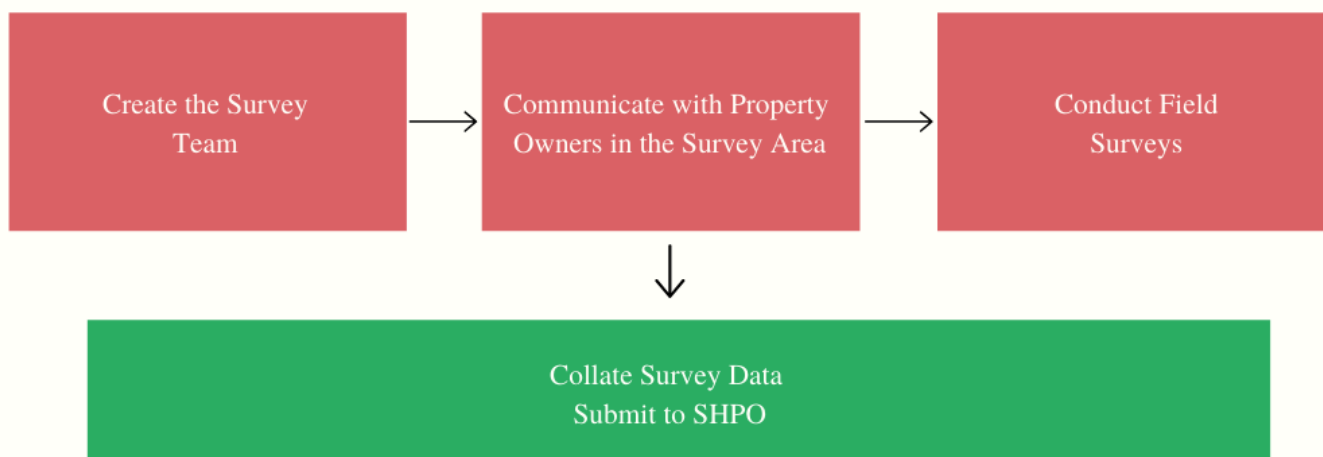 Create the Survey
Team
Communicate with Property
Owners in the Survey Area
Conduct Field
Surveys
Collate Survey Data
Submit to SHPO